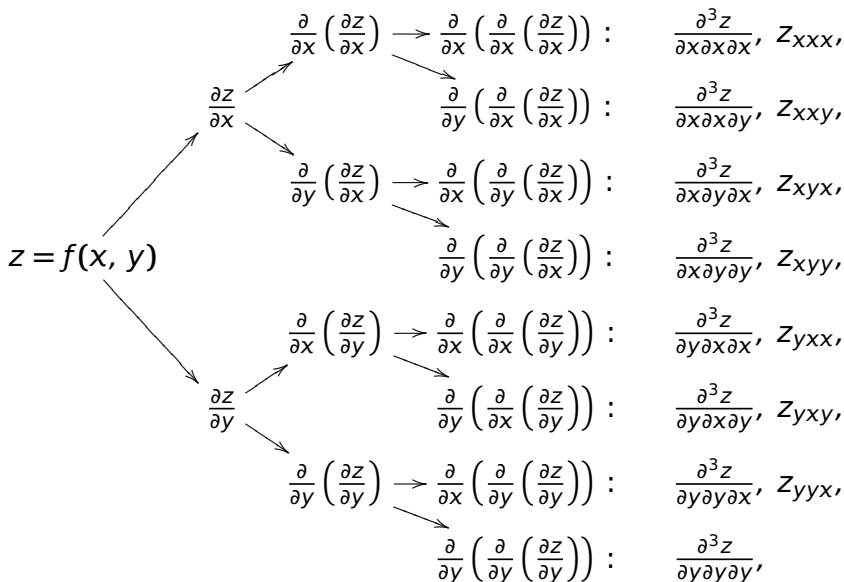 ∂/∂x (∂z/∂x) → ∂/∂x (∂/∂x (∂z/∂x)) : ∂³z/∂x∂x∂x, z_xxx,
∂z/∂x
∂/∂y (∂/∂x (∂z/∂x)) : ∂³z/∂x∂x∂y, z_xxy,
∂/∂y (∂z/∂x) → ∂/∂x (∂/∂y (∂z/∂x)) : ∂³z/∂x∂y∂x, z_xyx,
z = f(x, y)
∂/∂y (∂/∂y (∂z/∂x)) : ∂³z/∂x∂y∂y, z_xyy,
∂/∂x (∂z/∂y) → ∂/∂x (∂/∂x (∂z/∂y)) : ∂³z/∂y∂x∂x, z_yxx,
∂z/∂y
∂/∂y (∂/∂x (∂z/∂y)) : ∂³z/∂y∂x∂y, z_yxy,
∂/∂y (∂z/∂y) → ∂/∂x (∂/∂y (∂z/∂y)) : ∂³z/∂y∂y∂x, z_yyx,
∂/∂y (∂/∂y (∂z/∂y)) : ∂³z/∂y∂y∂y,